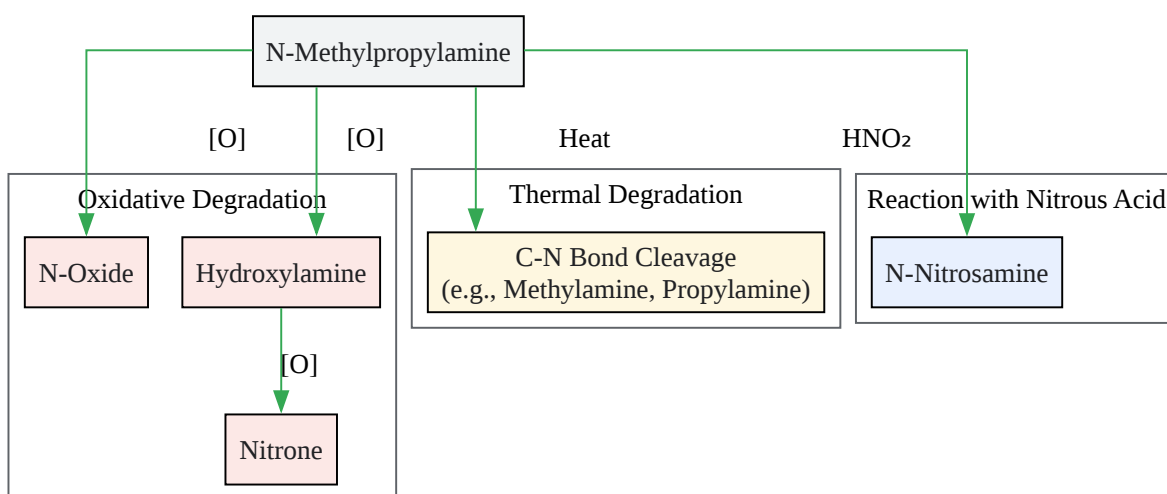 N-Methylpropylamine
[O]
[O]
Heat
HNO₂
Oxidative Degradation
Thermal Degradation
Reaction with Nitrous Acid
N-Oxide
Hydroxylamine
C-N Bond Cleavage
(e.g., Methylamine, Propylamine)
N-Nitrosamine
[O]
Nitrone